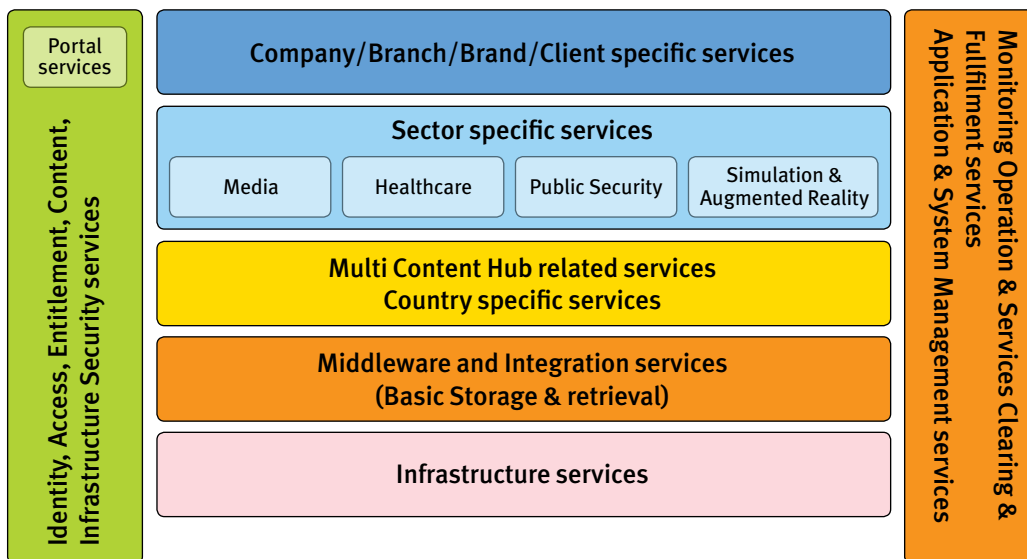 Portal
services
Identity, Access, Entitlement, Content,
Infrastructure Security services
Company/Branch/Brand/Client specific services
Sector specific services
Media
Healthcare
Public Security
Simulation &
Augmented Reality
Multi Content Hub related services
Country specific services
Middleware and Integration services
(Basic Storage & retrieval)
Infrastructure services
Monitoring Operation & Services Clearing &
Fullfilment services
Application & System Management services